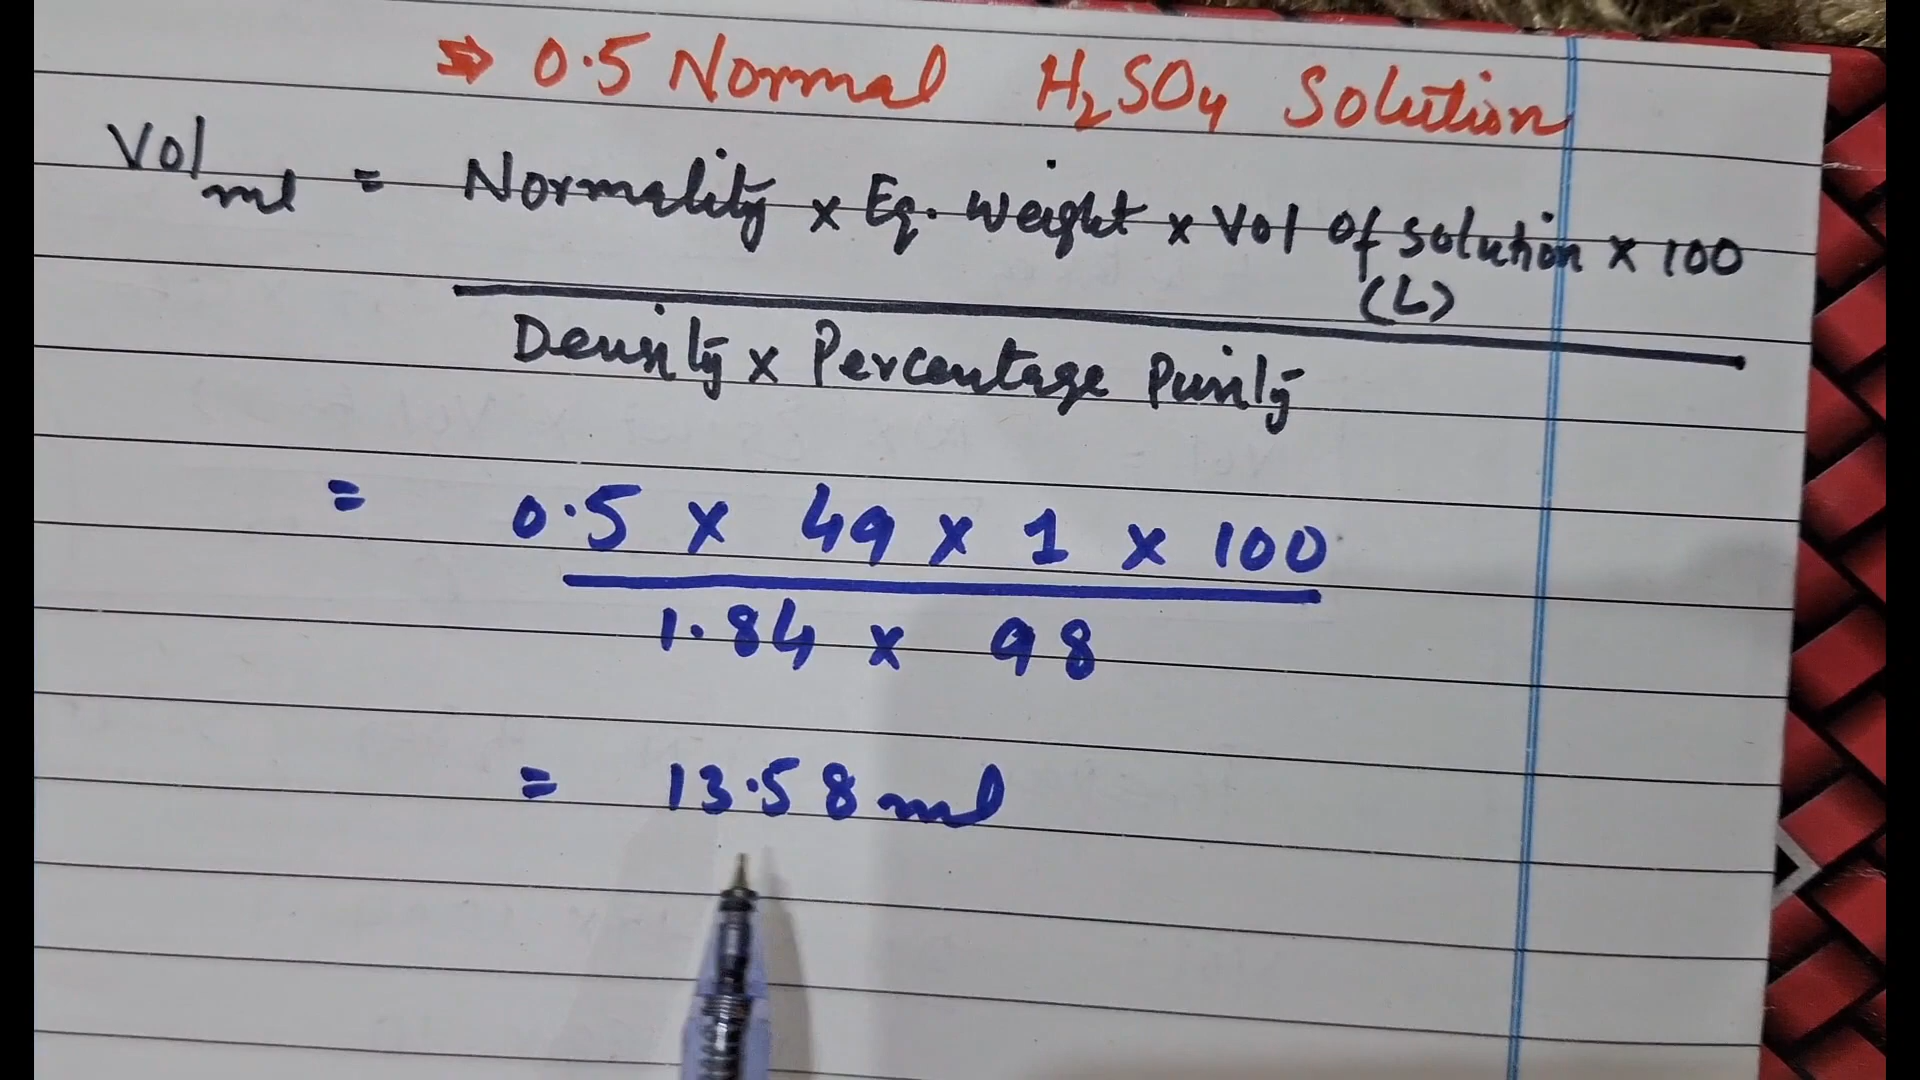 ⇒ 0.5 Normal H₂SO₄ Solution
Vol ml = Normality x Eq. weight x Vol of solution x 100
(L)
Density x Percentage Purity
= 0.5 x 49 x 1 x 100
1.84 x 98
= 13.58 ml